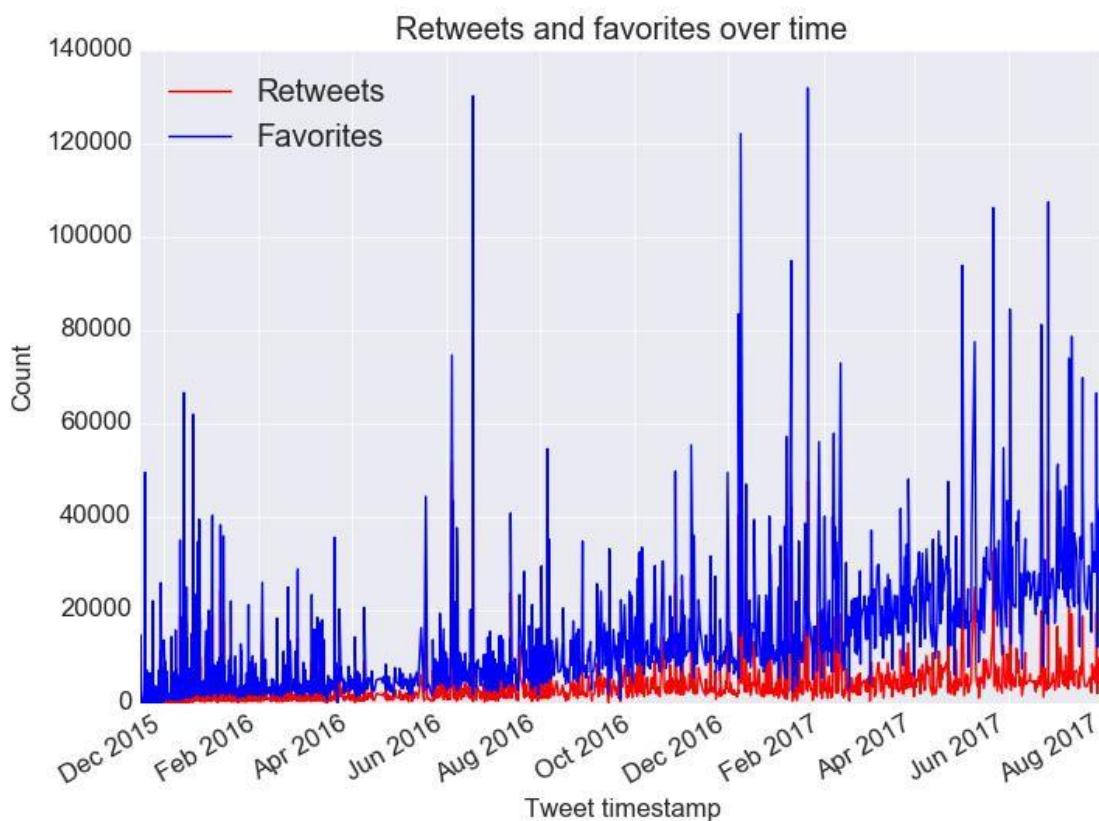 Retweets and favorites over time
140000
Retweets
Favorites
120000
100000
80000
60000
40000
20000
0
Count
Dec 2015
Feb 2016
Apr 2016
Jun 2016
Aug 2016
Oct 2016
Dec 2016
Feb 2017
Apr 2017
Jun 2017
Aug 2017
Tweet timestamp